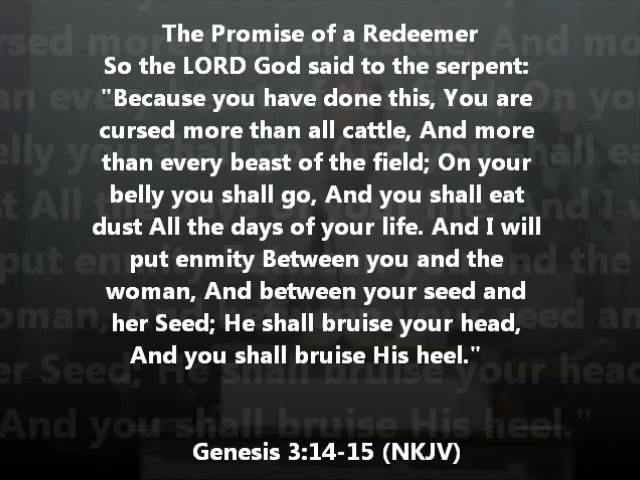 The Promise of a Redeemer
So the LORD God said to the serpent:
"Because you have done this, You are
cursed more than all cattle, And more
than every beast of the field; On your
belly you shall go, And you shall eat
dust All the days of your life. And I will
put enmity Between you and the
woman, And between your seed and
her Seed; He shall bruise your head,
And you shall bruise His heel."
Genesis 3:14-15 (NKJV)